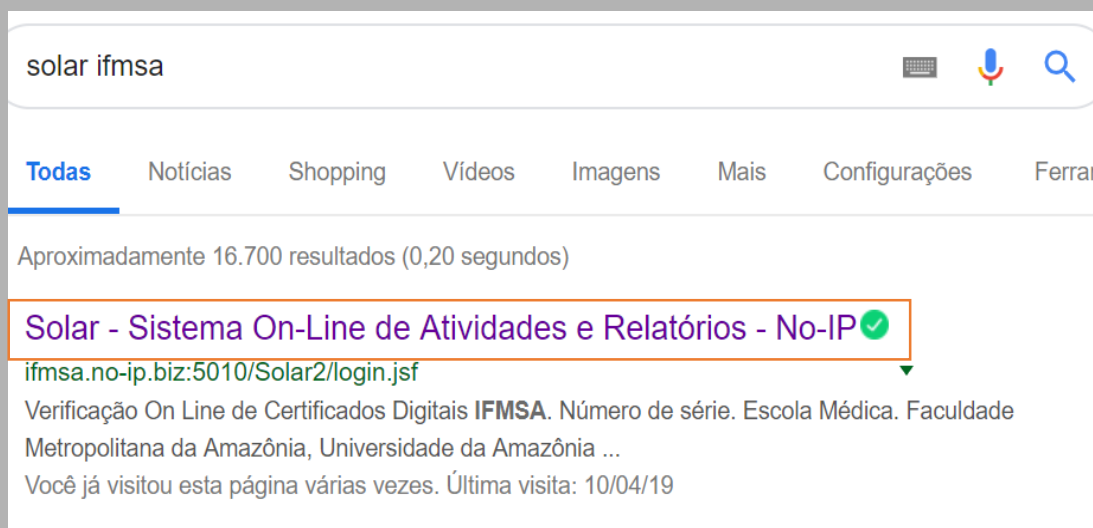 solar ifmsa
Todas Notícias Shopping Vídeos Imagens Mais Configurações
Aproximadamente 16.700 resultados (0,20 segundos)
Solar - Sistema On-Line de Atividades e Relatórios - No-IP
ifmsa.no-ip.biz:5010/Solar2/login.jsf
Verificação On Line de Certificados Digitais IFMSA. Número de série. Escola Médica. Faculdade
Metropolitana da Amazônia, Universidade da Amazônia ...
Você já visitou esta página várias vezes. Última visita: 10/04/19